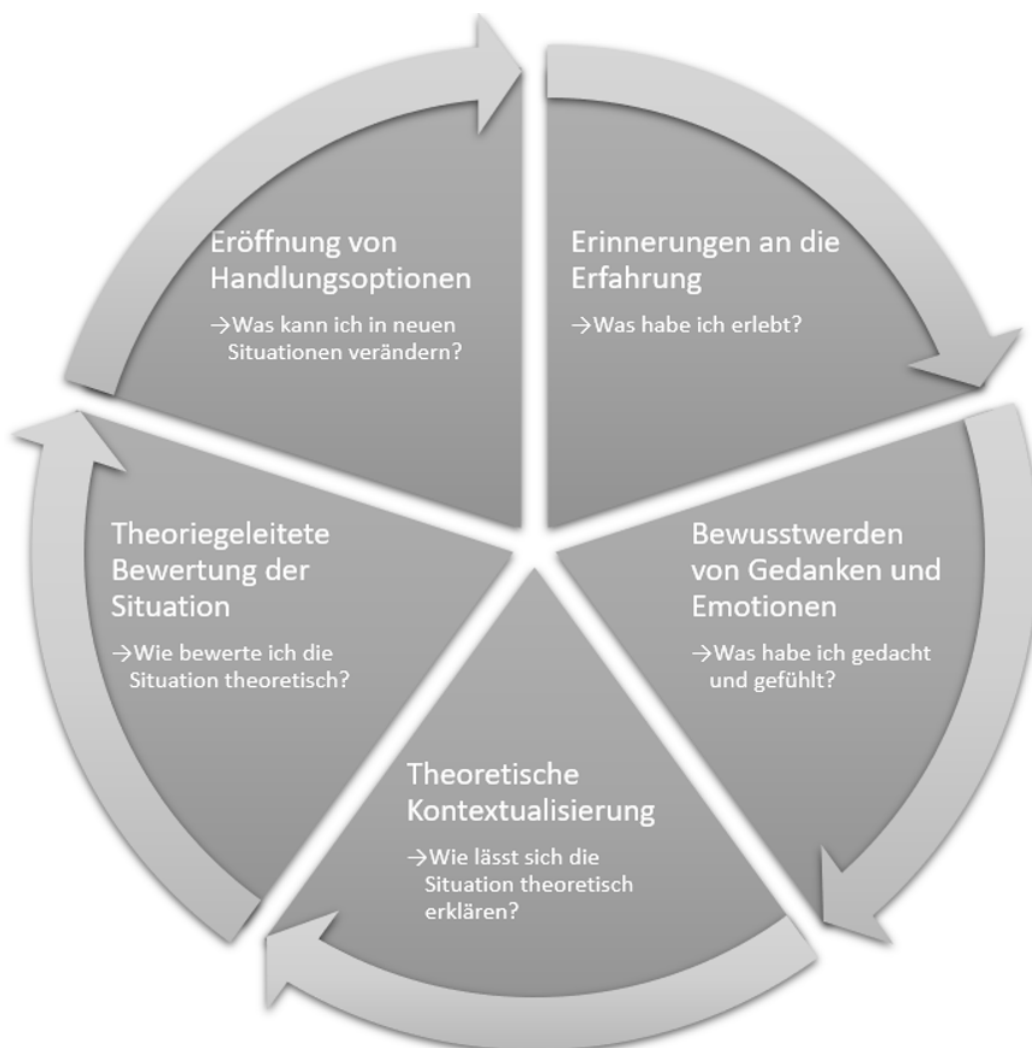 Eröffnung von
Handlungsoptionen
→Was kann ich in neuen
Situationen verändern?
Erinnerungen an die
Erfahrung
→Was habe ich erlebt?
Bewusstwerden
von Gedanken und
Emotionen
→Was habe ich gedacht
und gefühlt?
Theoretische
Kontextualisierung
→Wie lässt sich die
Situation theoretisch
erklären?
Theoriegeleitete
Bewertung der
Situation
→Wie bewerte ich die
Situation theoretisch?